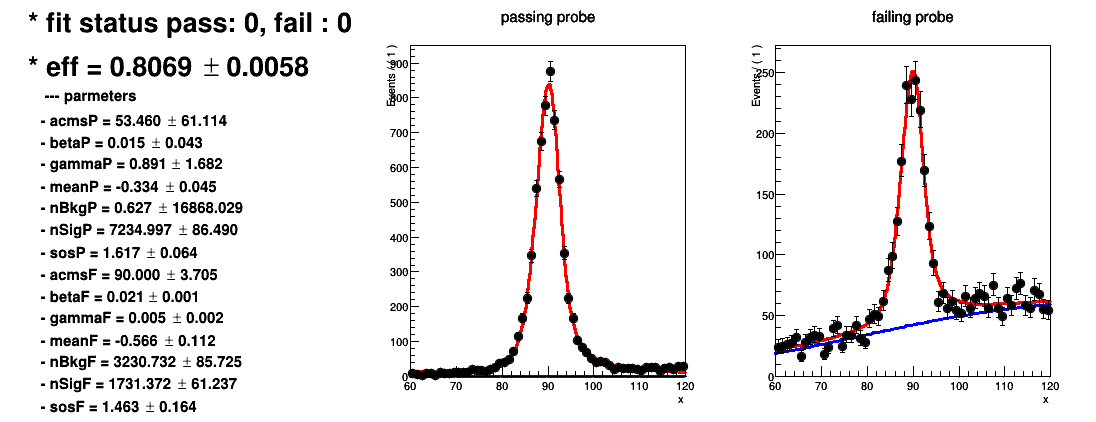 * fit status pass: 0, fail : 0
* eff = 0.8069 ± 0.0058
--- parmeters
- acmsP = 53.460 ± 61.114
- betaP = 0.015 ± 0.043
- gammaP = 0.891 ± 1.682
- meanP = -0.334 ± 0.045
- nBkgP = 0.627 ± 16868.029
- nSigP = 7234.997 ± 86.490
- sosP = 1.617 ± 0.064
- acmsF = 90.000 ± 3.705
- betaF = 0.021 ± 0.001
- gammaF = 0.005 ± 0.002
- meanF = -0.566 ± 0.112
- nBkgF = 3230.732 ± 85.725
- nSigF = 1731.372 ± 61.237
- sosF = 1.463 ± 0.164
passing probe
Events / ( 1 )
900
800
700
600
500
400
300
200
100
0
60 70 80 90 100 110 120
x
failing probe
Events / ( 1 )
250
200
150
100
50
0
60 70 80 90 100 110 120
x